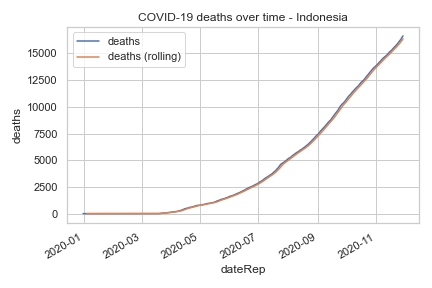 COVID-19 deaths over time - Indonesia
deaths
deaths (rolling)
deaths
15000
12500
10000
7500
5000
2500
0
2020-01
2020-03
2020-05
2020-07
2020-09
2020-11
dateRep